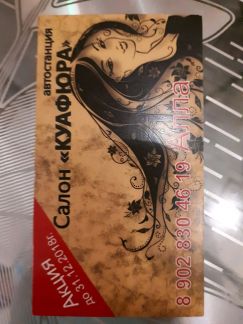 автостанция
Салон «КУАФЮРА»
АКЦИЯ
до 31.12.2018г.
8 902 830 46 19 Алла